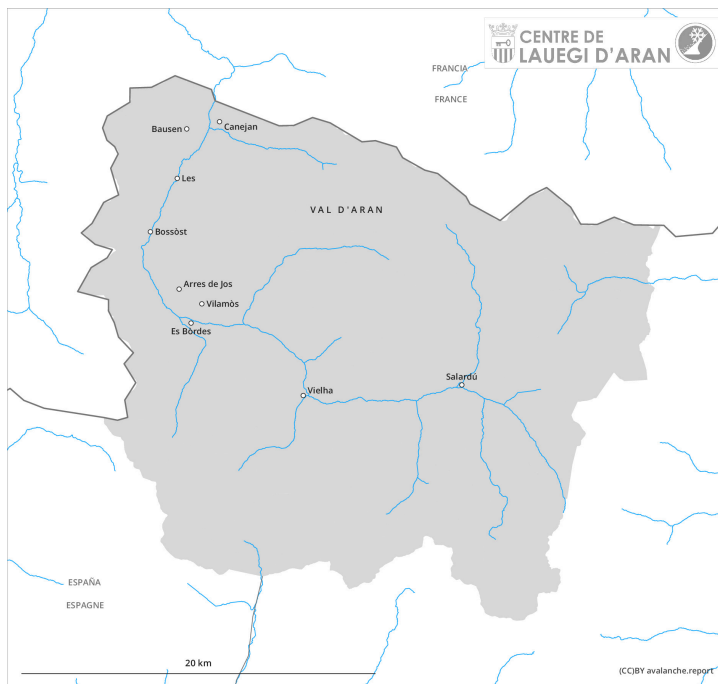 CENTRE DE
LAUEGI D'ARAN
FRANCIA
FRANCE
Bausen
Canejan
Les
VAL D'ARAN
Bossòst
Arres de Jos
Vilamòs
Es Bòrdes
Salardú
Vielha
ESPAÑA
ESPAGNE
20 km
(CC)BY avalanche.report